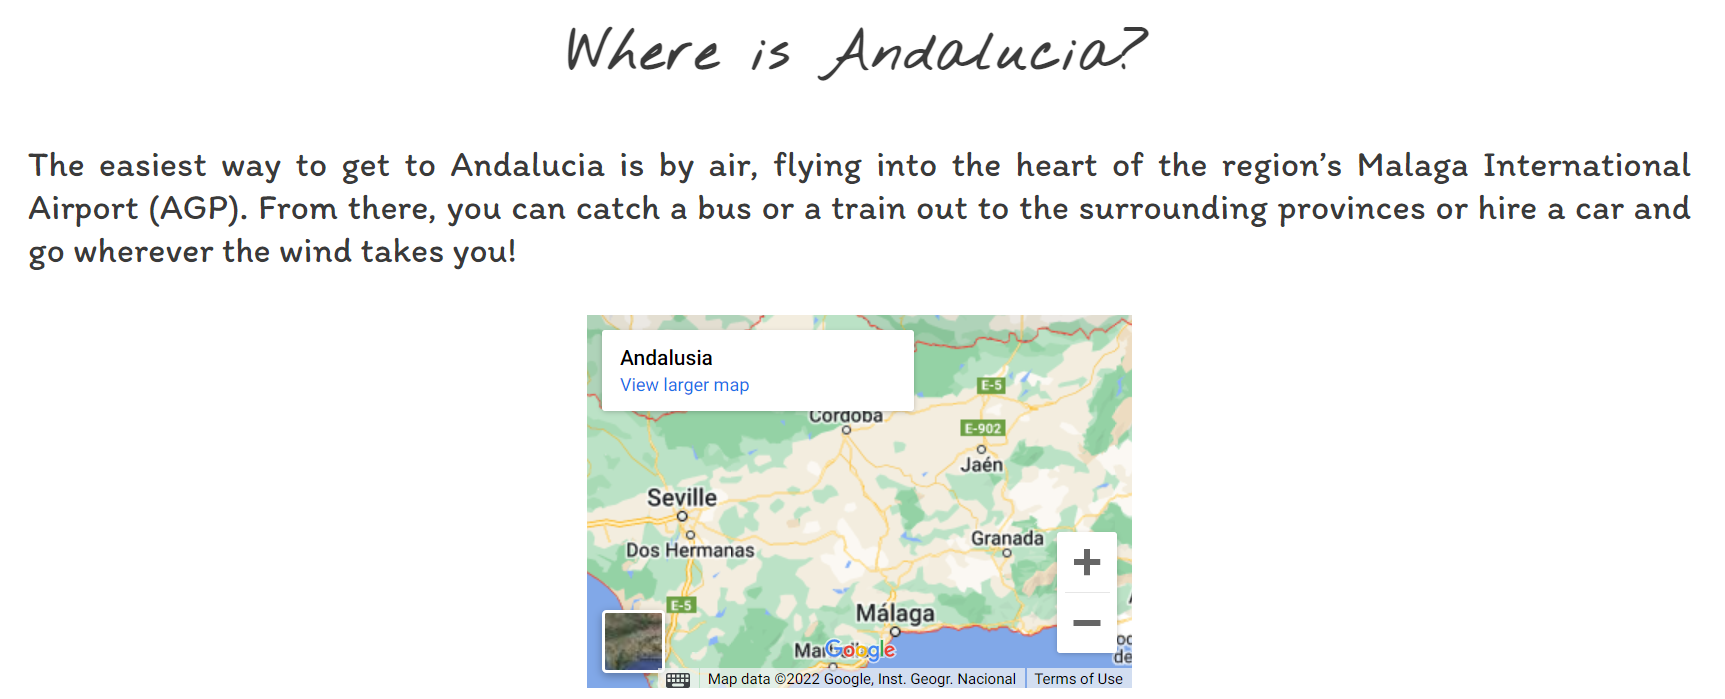 Where is Andalucia?
The easiest way to get to Andalucia is by air, flying into the heart of the region’s Malaga International
Airport (AGP). From there, you can catch a bus or a train out to the surrounding provinces or hire a car and
go wherever the wind takes you!
Andalusia
View larger map
E-5
Córdoba
E-902
Jaén
Seville
Granada
Dos Hermanas
E-5
Málaga
Google
Map data ©2022 Google, Inst. Geogr. Nacional
Terms of Use